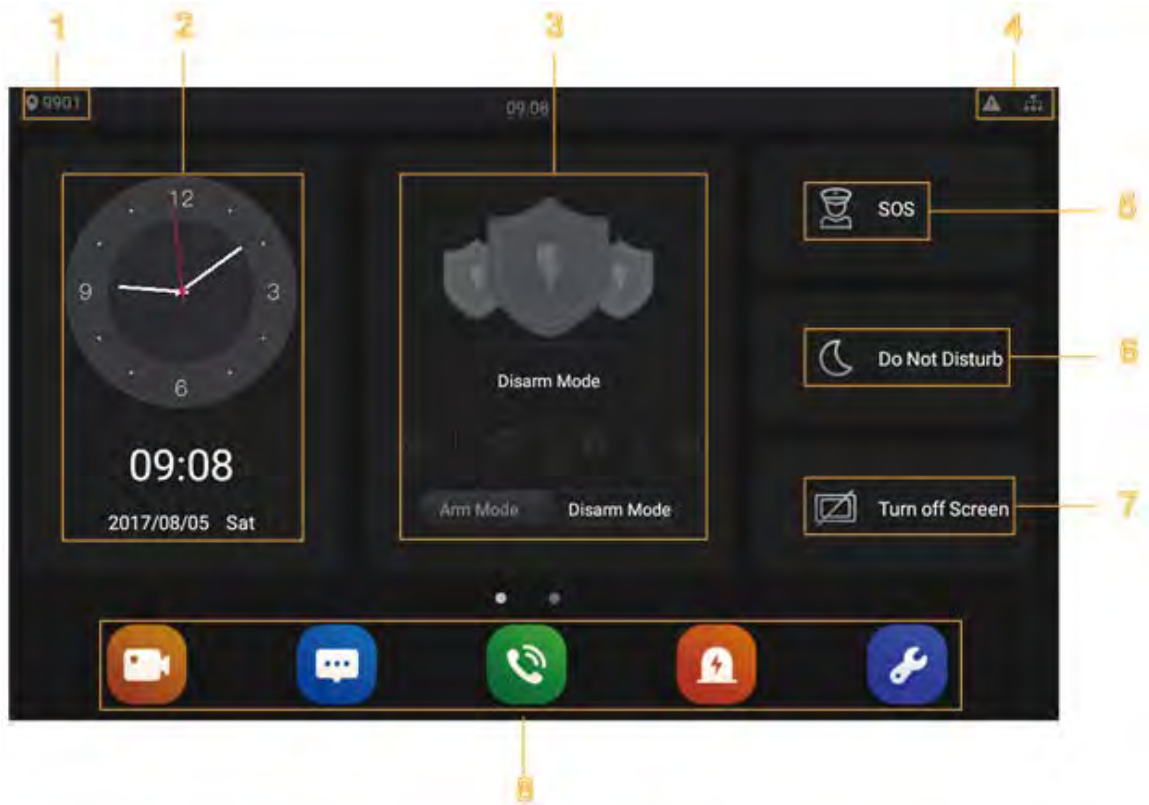 1 2 3 4
9901 09:08
12
9 3
6
09:08
2017/08/05 Sat
Disarm Mode
Arm Mode Disarm Mode
SOS 5
Do Not Disturb 6
Turn off Screen 7
8